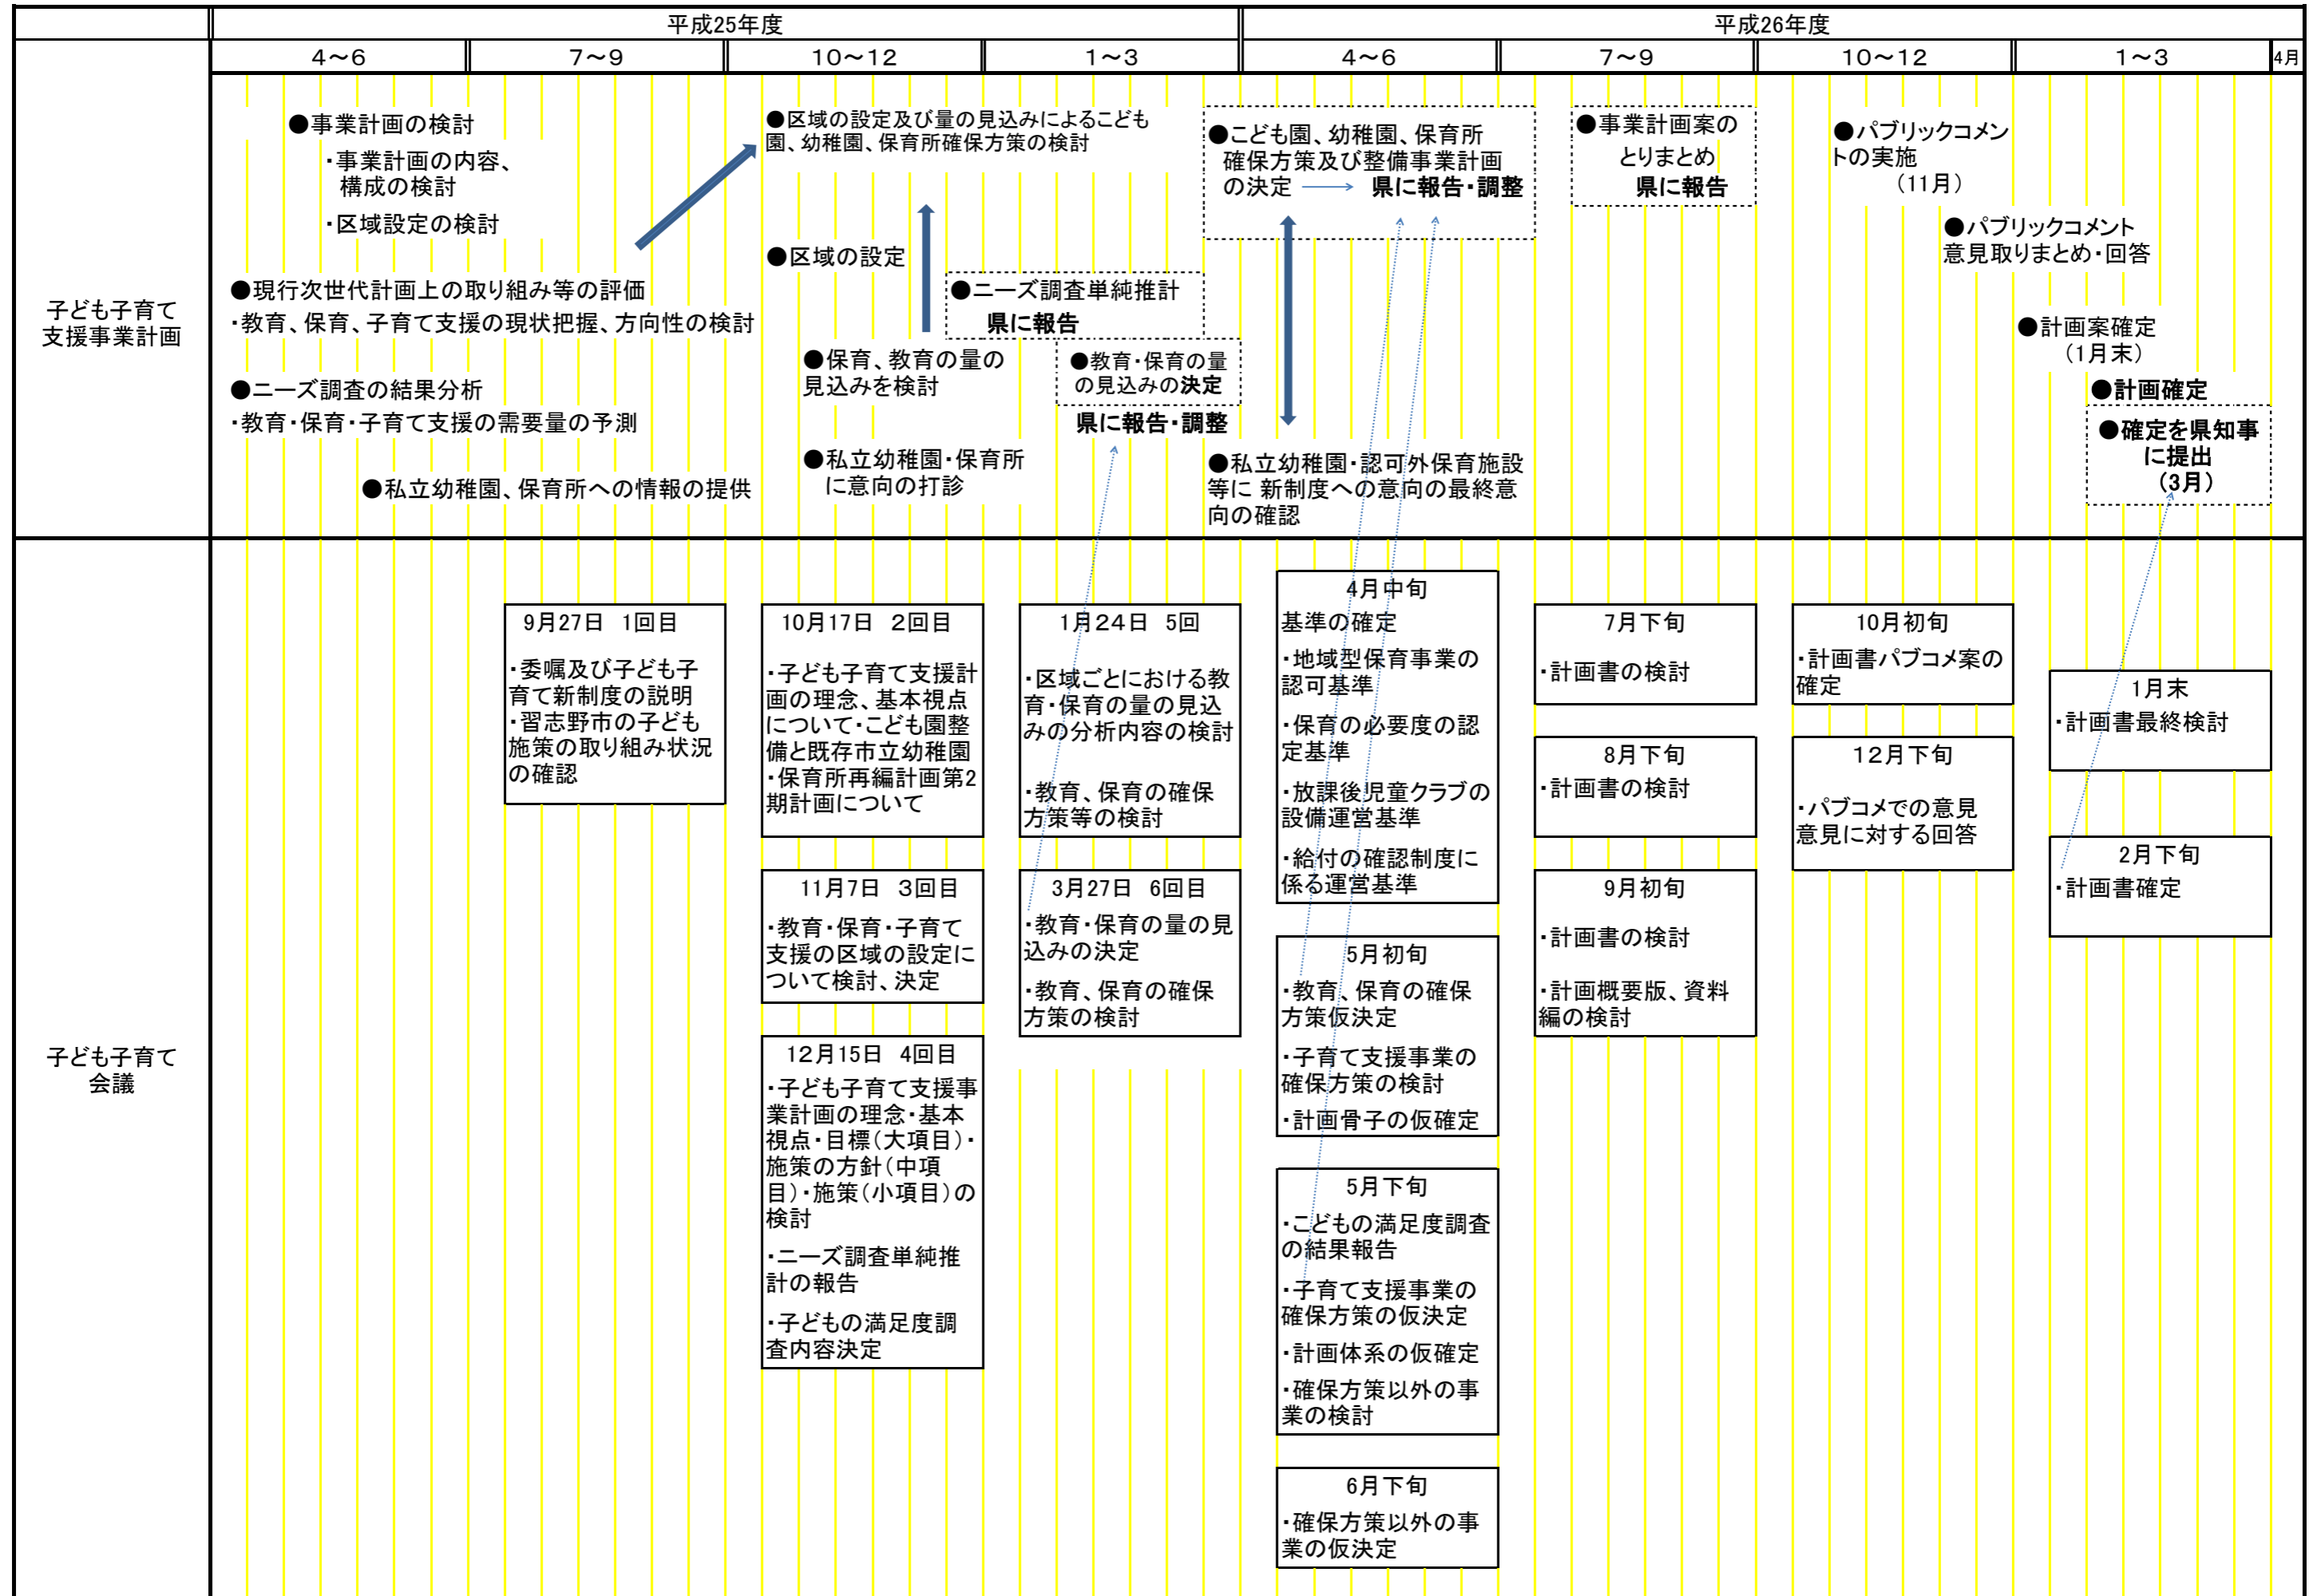 平成25年度
平成26年度
4～6
7～9
10～12
1～3
4～6
7～9
10～12
1～3
4月
子ども子育て
支援事業計画
●事業計画の検討
・事業計画の内容、
構成の検討
・区域設定の検討
●現行次世代計画上の取り組み等の評価
・教育、保育、子育て支援の現状把握、方向性の検討
●ニーズ調査の結果分析
・教育・保育・子育て支援の需要量の予測
●私立幼稚園、保育所への情報の提供
●区域の設定及び量の見込みによるこども
園、幼稚園、保育所確保方策の検討
●区域の設定
●ニーズ調査単純推計
県に報告
●保育、教育の量の
見込みを検討
●教育・保育の量
の見込みの決定
県に報告・調整
●私立幼稚園・保育所
に意向の打診
●こども園、幼稚園、保育所
確保方策及び整備事業計画
の決定
県に報告・調整
●私立幼稚園・認可外保育施設
等に 新制度への意向の最終意
向の確認
●事業計画案の
とりまとめ
県に報告
●パブリックコメン
トの実施
（11月）
●パブリックコメント
意見取りまとめ・回答
●計画案確定
（1月末）
●計画確定
●確定を県知事
に提出
（3月）
子ども子育て
会議
9月27日 1回目
・委嘱及び子ども子
育て新制度の説明
・習志野市の子ども
施策の取り組み状況
の確認
10月17日 2回目
・子ども子育て支援計
画の理念、基本視点
について・こども園整
備と既存市立幼稚園
・保育所再編計画第2
期計画について
11月7日 3回目
・教育・保育・子育て
支援の区域の設定に
ついて検討、決定
12月15日 4回目
・子ども子育て支援事
業計画の理念・基本
視点・目標（大項目）・
施策の方針（中項
目）・施策（小項目）の
検討
・ニーズ調査単純推
計の報告
・子どもの満足度調
査内容決定
1月24日 5回
・区域ごとにおける教
育・保育の量の見込
みの分析内容の検討
・教育、保育の確保
方策等の検討
3月27日 6回目
・教育・保育の量の見
込みの決定
・教育、保育の確保
方策の検討
4月中旬
基準の確定
・地域型保育事業の
認可基準
・保育の必要度の認
定基準
・放課後児童クラブの
設備運営基準
・給付の確認制度に
係る運営基準
5月初旬
・教育、保育の確保
方策仮決定
・子育て支援事業の
確保方策の検討
・計画骨子の仮確定
5月下旬
・こどもの満足度調査
の結果報告
・子育て支援事業の
確保方策の仮決定
・計画体系の仮確定
・確保方策以外の事
業の検討
6月下旬
・確保方策以外の事
業の仮決定
7月下旬
・計画書の検討
8月下旬
・計画書の検討
9月初旬
・計画書の検討
・計画概要版、資料
編の検討
10月初旬
・計画書パブコメ案の
確定
12月下旬
・パブコメでの意見
意見に対する回答
1月末
・計画書最終検討
2月下旬
・計画書確定